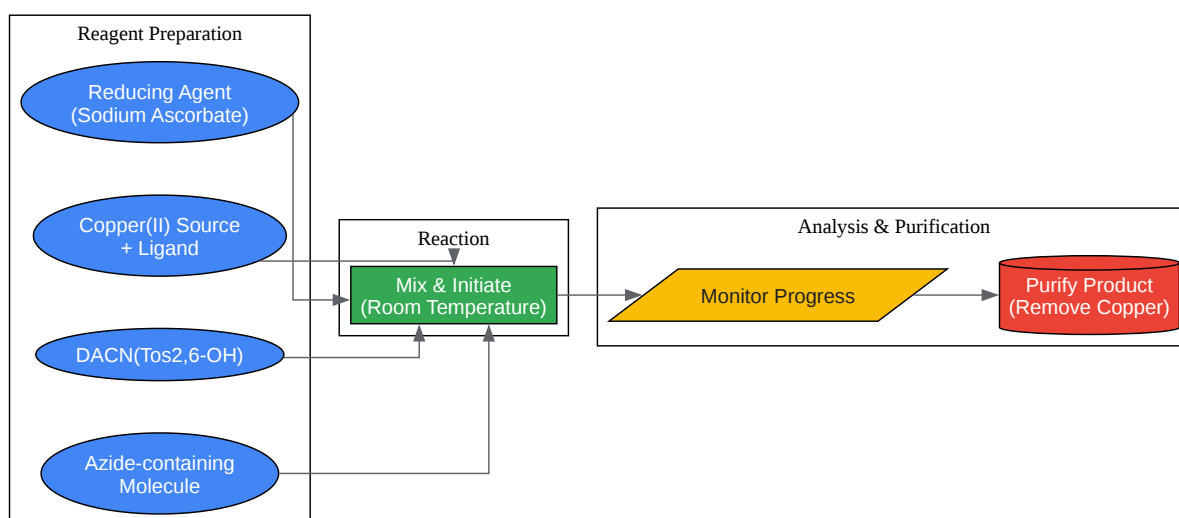 Reagent Preparation
Reducing Agent
(Sodium Ascorbate)
Copper(II) Source
+ Ligand
DACN(Tos2,6-OH)
Azide-containing
Molecule
Reaction
Mix & Initiate
(Room Temperature)
Analysis & Purification
Monitor Progress
Purify Product
(Remove Copper)